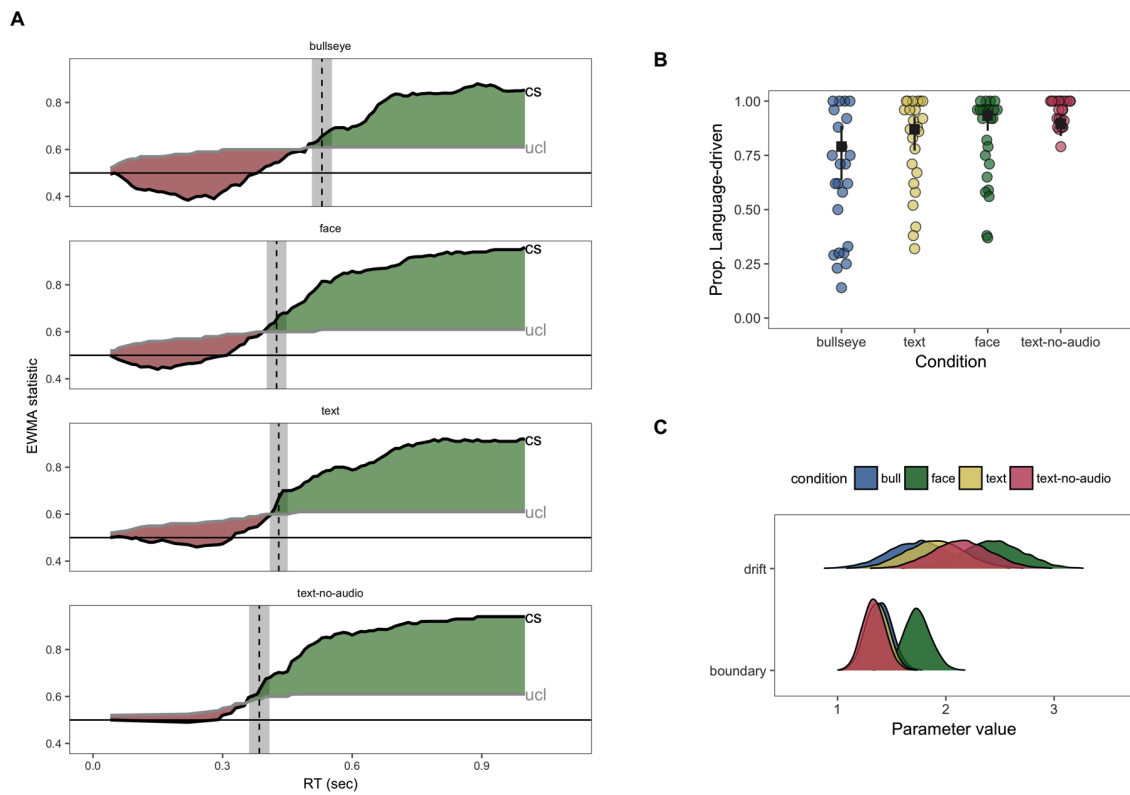 A
bullseye
0.8
0.6
0.4
cs
ucl
face
0.8
0.6
0.4
cs
ucl
text
0.8
0.6
0.4
cs
ucl
text-no-audio
0.8
0.6
0.4
cs
ucl
0.0 0.3 0.6 0.9
RT (sec)
EWMA statistic
B
1.00
0.75
0.50
0.25
0.00
Prop. Language-driven
bullseye text face text-no-audio
Condition
C
condition bull face text text-no-audio
drift
boundary
1 2 3
Parameter value